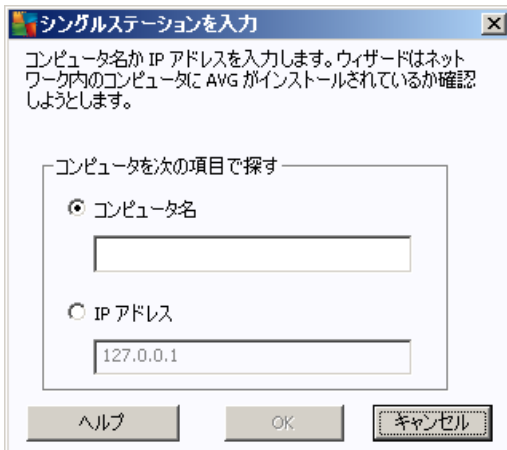 シングルステーションを入力
コンピュータ名か IP アドレスを入力します。ウィザードはネット
ワーク内のコンピュータに AVG がインストールされているか確認
しようとします。
コンピュータを次の項目で探す
コンピュータ名
IP アドレス
127.0.0.1
ヘルプ
OK
キャンセル